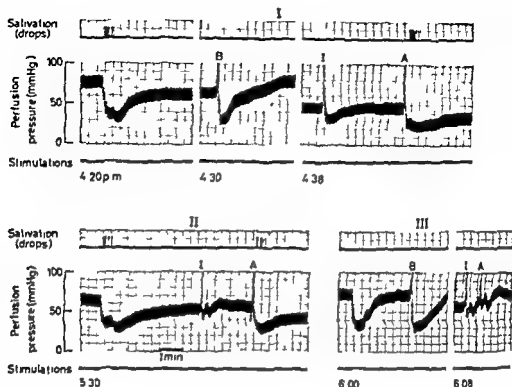 Salivation (drops)
I
B
I
A
Perfusion pressure (mmHg)
100
50
0
Stimulations
4.20 p m
4.30
4.38
Salivation (drops)
II
III
I
A
B
I
A
Perfusion pressure (mmHg)
100
50
0
1min
Stimulations
5.30
6.00
6.08